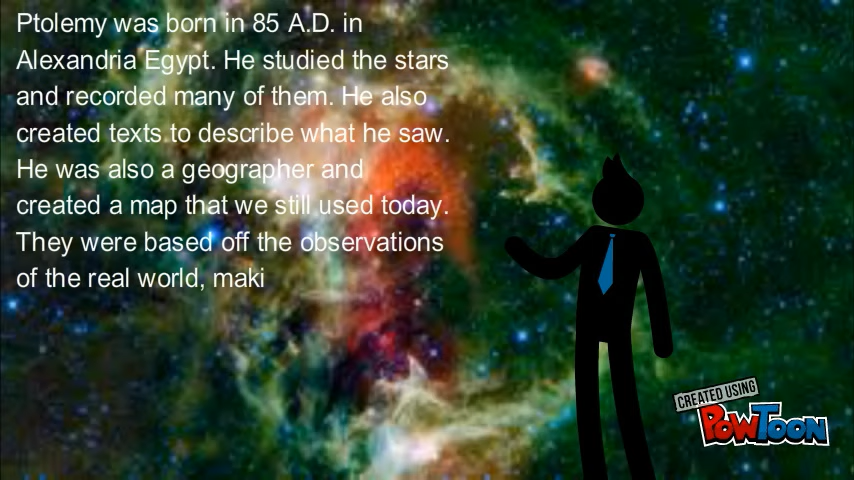 Ptolemy was born in 85 A.D. in
Alexandria Egypt. He studied the stars
and recorded many of them. He also
created texts to describe what he saw.
He was also a geographer and
created a map that we still used today.
They were based off the observations
of the real world, maki
CREATED USING
POWTOON